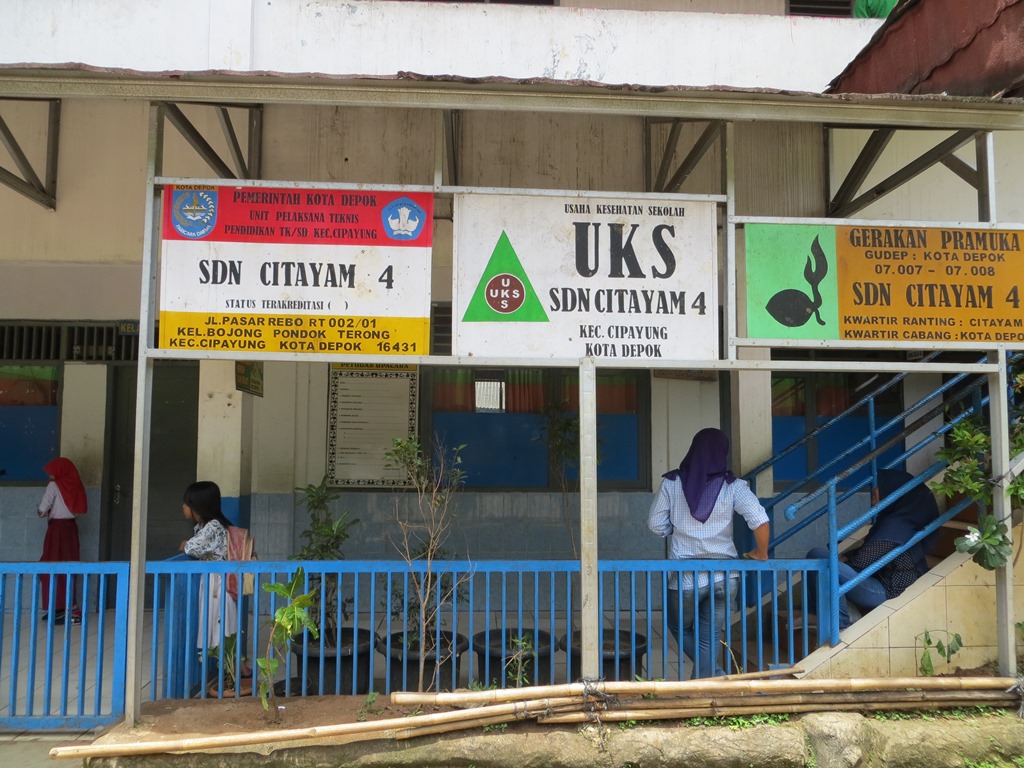 KOTA DEPOK
PEMERINTAH KOTA DEPOK
UNIT PELAKSANA TEKNIS
PENDIDIKAN TK/SD KEC.CIPAYUNG
SDN CITAYAM 4
STATUS TERAKREDITASI ( )
JL.PASAR REBO RT 002/01
KEL.BOJONG PONDOK TERONG
KEC.CIPAYUNG KOTA DEPOK 16431
USAHA KESEHATAN SEKOLAH
UKS
SDN CITAYAM 4
KEC. CIPAYUNG
KOTA DEPOK
U
UKS
S
GERAKAN PRAMUKA
GUDEP : KOTA DEPOK
07.007 - 07.008
SDN CITAYAM 4
KWARTIR RANTING : CITAYAM
KWARTIR CABANG : KOTA DEPO
PETUGAS UPACARA